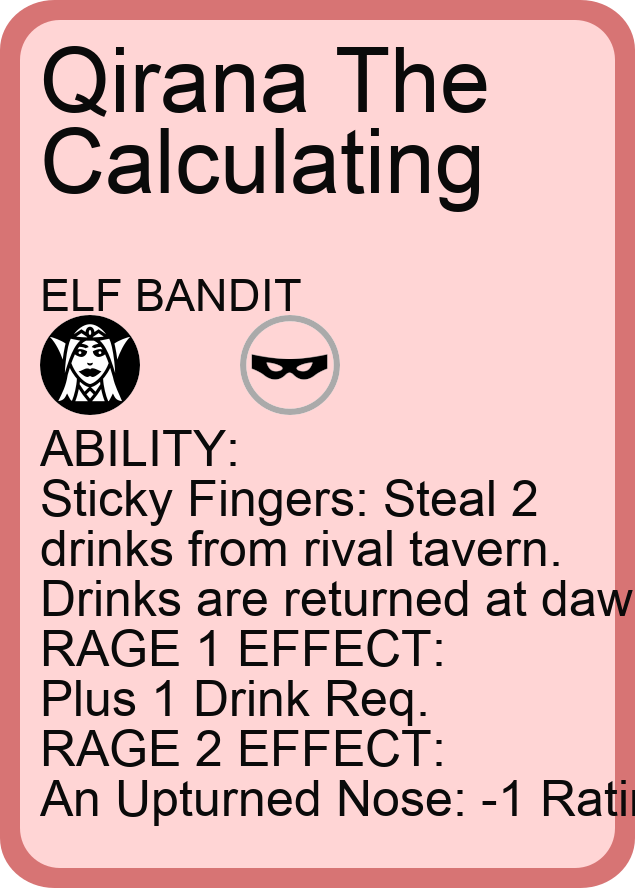 Qirana The
Calculating
ELF BANDIT
ABILITY:
Sticky Fingers: Steal 2
drinks from rival tavern.
Drinks are returned at daw
RAGE 1 EFFECT:
Plus 1 Drink Req.
RAGE 2 EFFECT:
An Upturned Nose: -1 Ratin